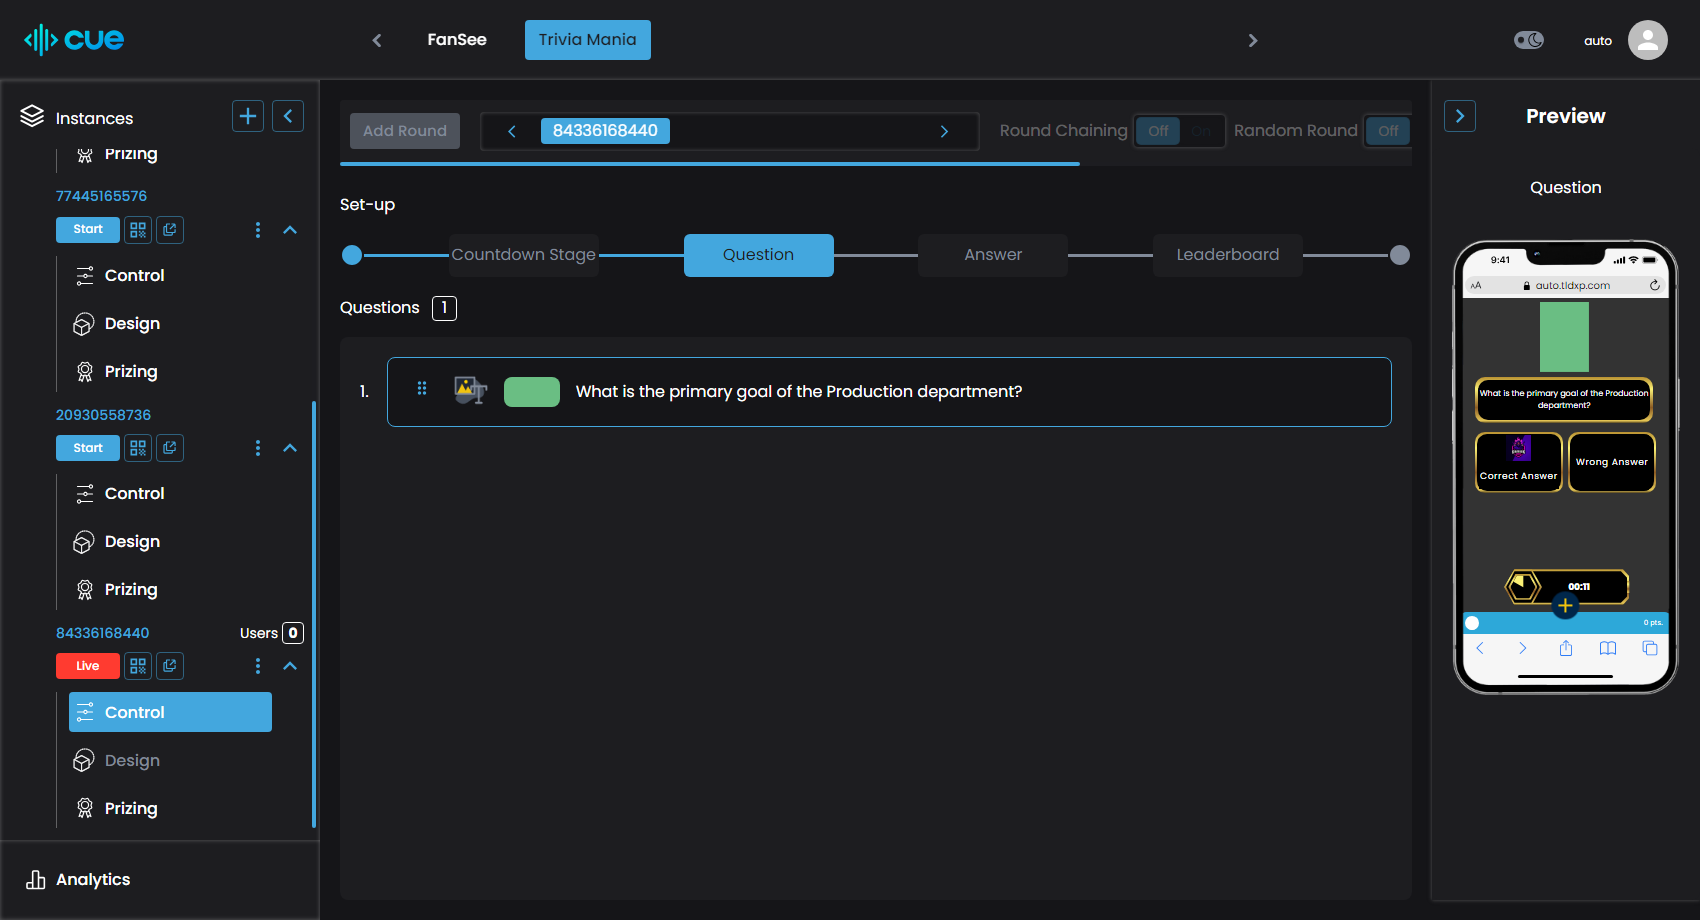 cue
FanSee
Trivia Mania
auto
Instances
Prizing
77445165576
Start
Control
Design
Prizing
20930558736
Start
Control
Design
Prizing
84336168440
Users 0
Live
Control
Design
Prizing
Analytics
Add Round
84336168440
Round Chaining
Off
On
Random Round
Off
Set-up
Countdown Stage
Question
Answer
Leaderboard
Questions 1
1.
What is the primary goal of the Production department?
Preview
Question
9:41
AA
auto.tldxp.com
What is the primary goal of the Production
department?
Correct Answer
Wrong Answer
00:11
0 pts.